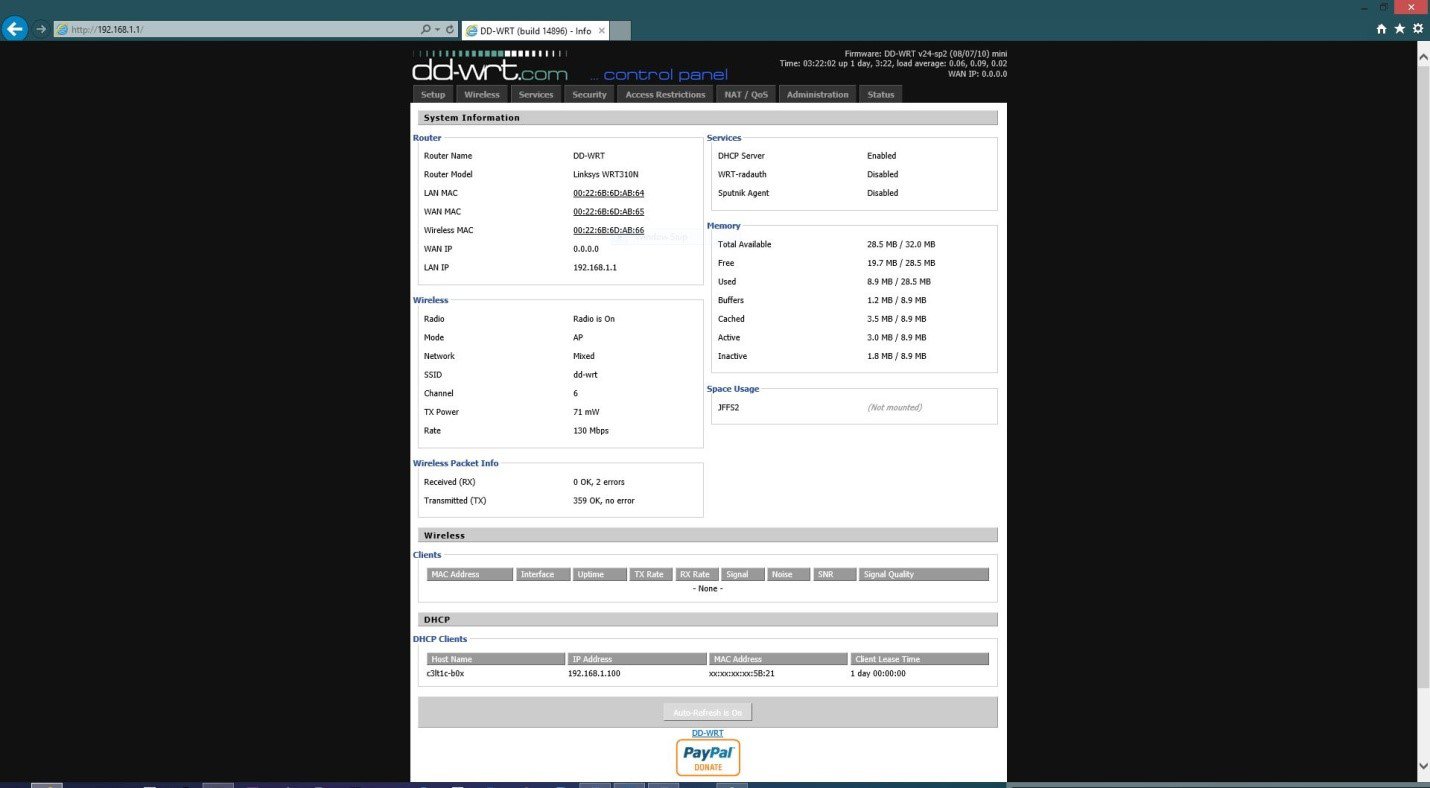 http://192.168.1.1/
DD-WRT (build 14896) - Info
dd-wrt.com ... control panel
Firmware: DD-WRT v24-sp2 (08/07/10) mini
Time: 03:22:02 up 1 day, 3:22, load average: 0.06, 0.09, 0.02
WAN IP: 0.0.0.0
Setup Wireless Services Security Access Restrictions NAT / QoS Administration Status
System Information
Router
Router Name DD-WRT
Router Model Linksys WRT310N
LAN MAC 00:22:6B:6D:AB:64
WAN MAC 00:22:6B:6D:AB:65
Wireless MAC 00:22:6B:6D:AB:66
WAN IP 0.0.0.0
LAN IP 192.168.1.1
Wireless
Radio Radio is On
Mode AP
Network Mixed
SSID dd-wrt
Channel 6
TX Power 71 mW
Rate 130 Mbps
Wireless Packet Info
Received (RX) 0 OK, 2 errors
Transmitted (TX) 359 OK, no error
Services
DHCP Server Enabled
WRT-radauth Disabled
Sputnik Agent Disabled
Memory
Total Available 28.5 MB / 32.0 MB
Free 19.7 MB / 28.5 MB
Used 8.9 MB / 28.5 MB
Buffers 1.2 MB / 8.9 MB
Cached 3.5 MB / 8.9 MB
Active 3.0 MB / 8.9 MB
Inactive 1.8 MB / 8.9 MB
Space Usage
JFFS2 (Not mounted)
Wireless
Clients
MAC Address Interface Uptime TX Rate RX Rate Signal Noise SNR Signal Quality
- None -
DHCP
DHCP Clients
Host Name IP Address MAC Address Client Lease Time
c3lt1c-b0x 192.168.1.100 xx:xx:xx:xx:5B:21 1 day 00:00:00
Auto-Refresh is On
DD-WRT
PayPal
DONATE